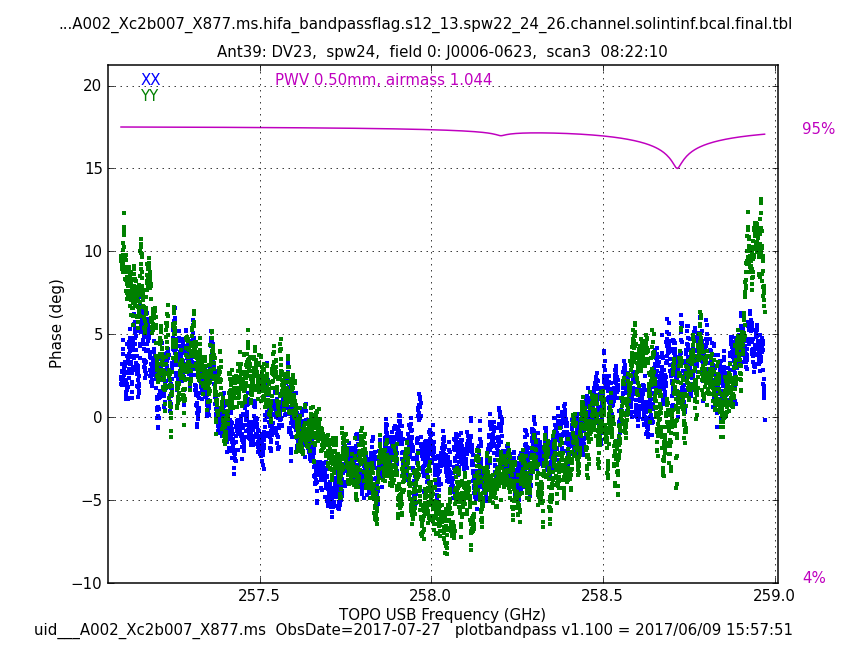 ...A002_Xc2b007_X877.ms.hifa_bandpassflag.s12_13.spw22_24_26.channel.solintinf.bcal.final.tbl
Ant39: DV23, spw24, field 0: J0006-0623, scan3 08:22:10
XX
YY
PWV 0.50mm, airmass 1.044
95%
4%
20
15
10
5
0
−5
−10
Phase (deg)
257.5 258.0 258.5 259.0
TOPO USB Frequency (GHz)
uid___A002_Xc2b007_X877.ms ObsDate=2017-07-27 plotbandpass v1.100 = 2017/06/09 15:57:51